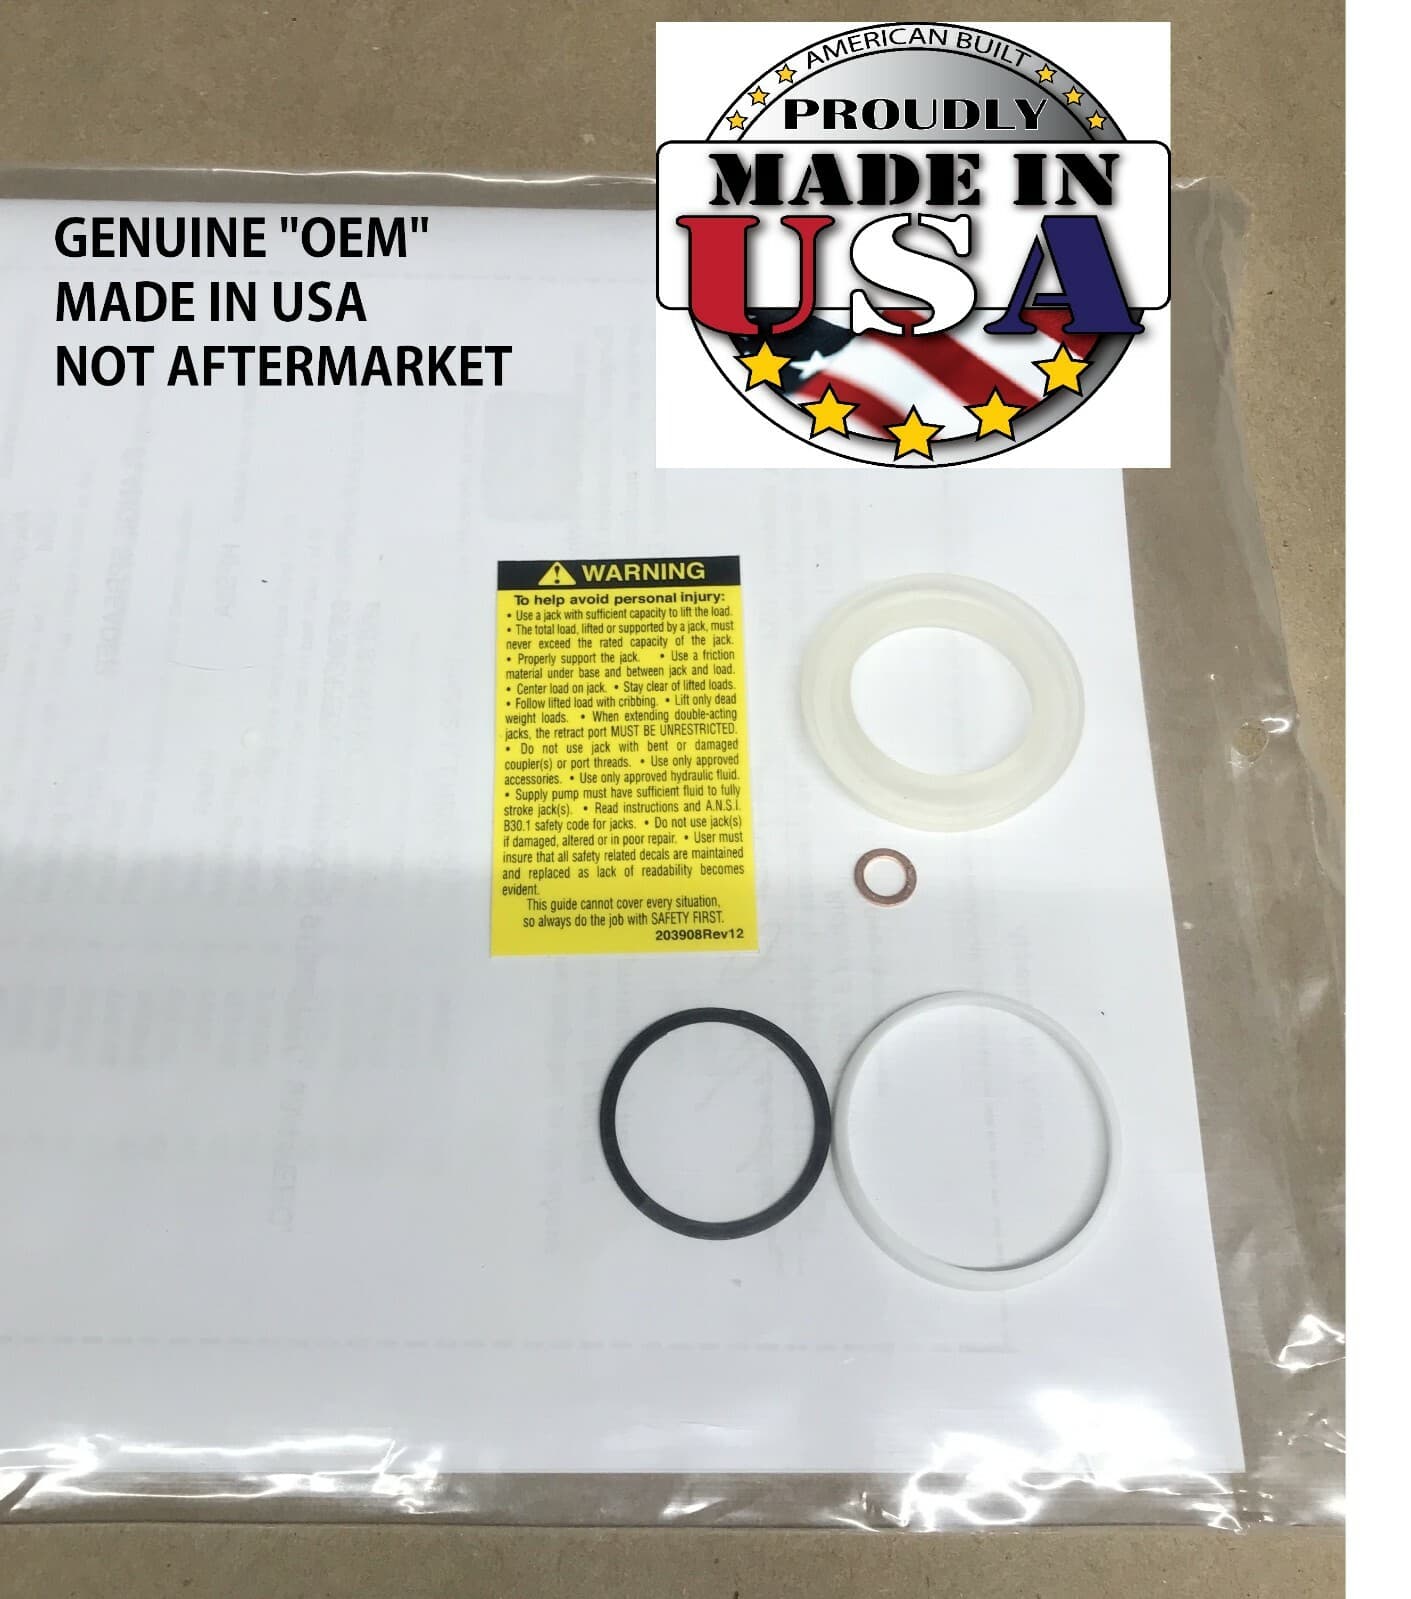 AMERICAN BUILT
PROUDLY
MADE IN
USA
GENUINE "OEM"
MADE IN USA
NOT AFTERMARKET
WARNING
To help avoid personal injury:
• Use a jack with sufficient capacity to lift the load.
• The total load, lifted or supported by a jack, must
never exceed the rated capacity of the jack.
• Properly support the jack. • Use a friction
material under base and between jack and load.
• Center load on jack. • Stay clear of lifted loads.
• Follow lifted load with cribbing. • Lift only dead
weight loads. • When extending double-acting
jacks, the retract port MUST BE UNRESTRICTED.
• Do not use jack with bent or damaged
coupler(s) or port threads. • Use only approved
accessories. • Use only approved hydraulic fluid.
• Supply pump must have sufficient fluid to fully
stroke jack(s). • Read instructions and A.N.S.I.
B30.1 safety code for jacks. • Do not use jack(s)
if damaged, altered or in poor repair. • User must
insure that all safety related decals are maintained
and replaced as lack of readability becomes
evident.
This guide cannot cover every situation,
so always do the job with SAFETY FIRST.
203908Rev12